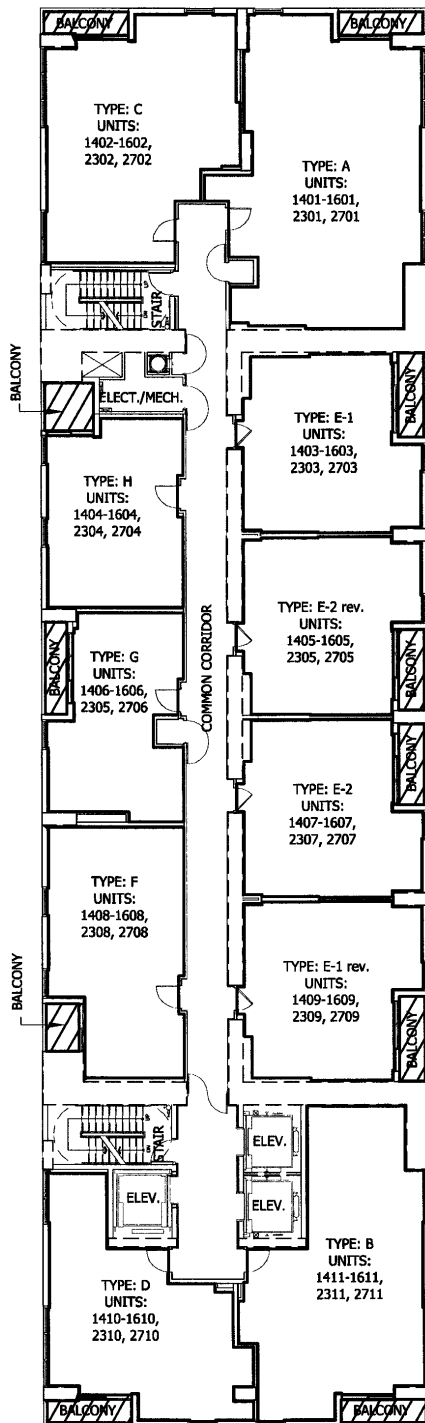 BALCONY
BALCONY
TYPE: C
UNITS:
1402-1602,
2302, 2702
TYPE: A
UNITS:
1401-1601,
2301, 2701
STAIR
BALCONY
ELECT./MECH.
BALCONY
TYPE: E-1
UNITS:
1403-1603,
2303, 2703
TYPE: H
UNITS:
1404-1604,
2304, 2704
COMMON CORRIDOR
TYPE: E-2 rev.
UNITS:
1405-1605,
2305, 2705
BALCONY
BALCONY
TYPE: G
UNITS:
1406-1606,
2305, 2706
TYPE: E-2
UNITS:
1407-1607,
2307, 2707
BALCONY
TYPE: F
UNITS:
1408-1608,
2308, 2708
TYPE: E-1 rev.
UNITS:
1409-1609,
2309, 2709
BALCONY
BALCONY
STAIR
ELEV.
ELEV.
ELEV.
TYPE: D
UNITS:
1410-1610,
2310, 2710
TYPE: B
UNITS:
1411-1611,
2311, 2711
BALCONY
BALCONY